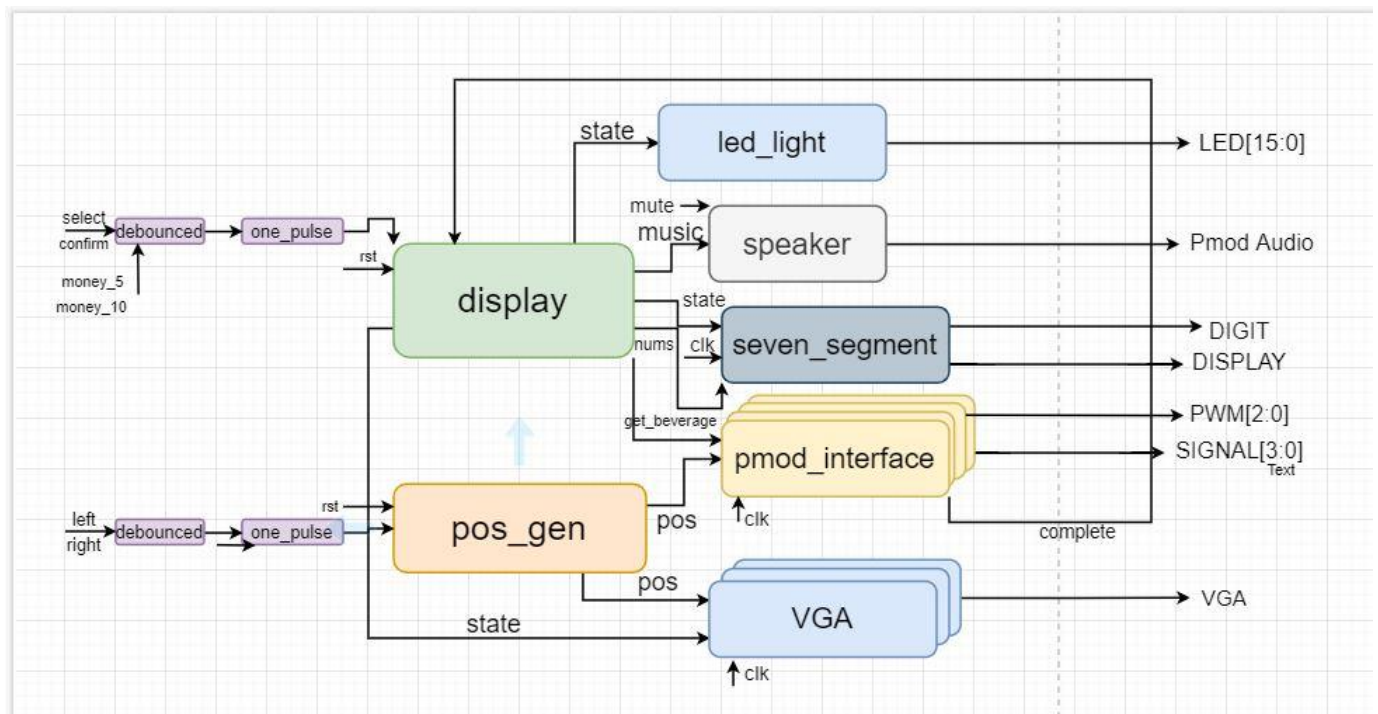 state
led_light
LED[15:0]
mute
music
speaker
Pmod Audio
select
confirm
debounced
one_pulse
money_5
money_10
rst
display
state
nums
clk
seven_segment
DIGIT
DISPLAY
get_beverage
pmod_interface
PWM[2:0]
SIGNAL[3:0]
Text
clk
complete
left
right
debounced
one_pulse
rst
pos_gen
pos
pos
state
VGA
clk
VGA